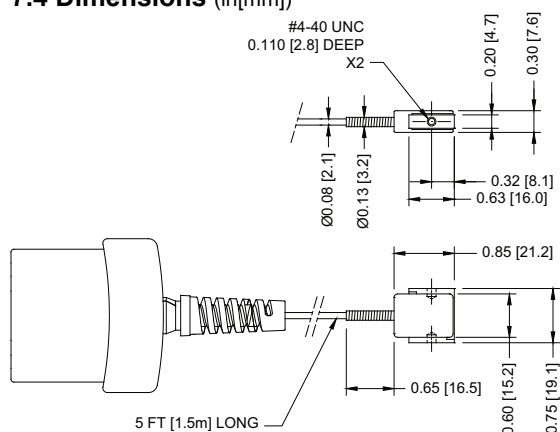 7.4 Dimensions (in[mm])
#4-40 UNC
0.110 [2.8] DEEP
X2
0.20 [4.7]
0.30 [7.6]
Ø0.08 [2.1]
Ø0.13 [3.2]
0.32 [8.1]
0.63 [16.0]
0.85 [21.2]
0.65 [16.5]
5 FT [1.5m] LONG
0.60 [15.2]
0.75 [19.1]